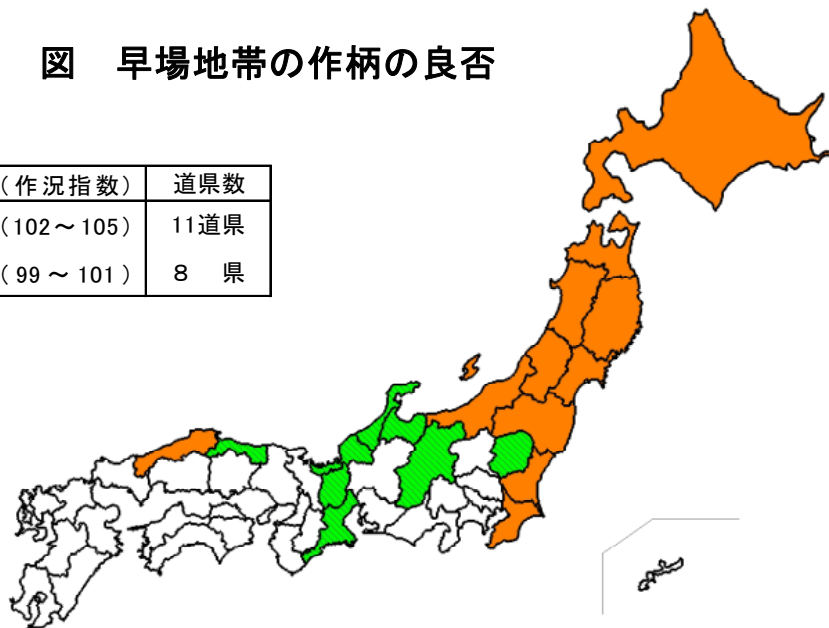 図　早場地帯の作柄の良否
(作況指数) 道県数
(102～105) 11道県
(99～101) 8　県